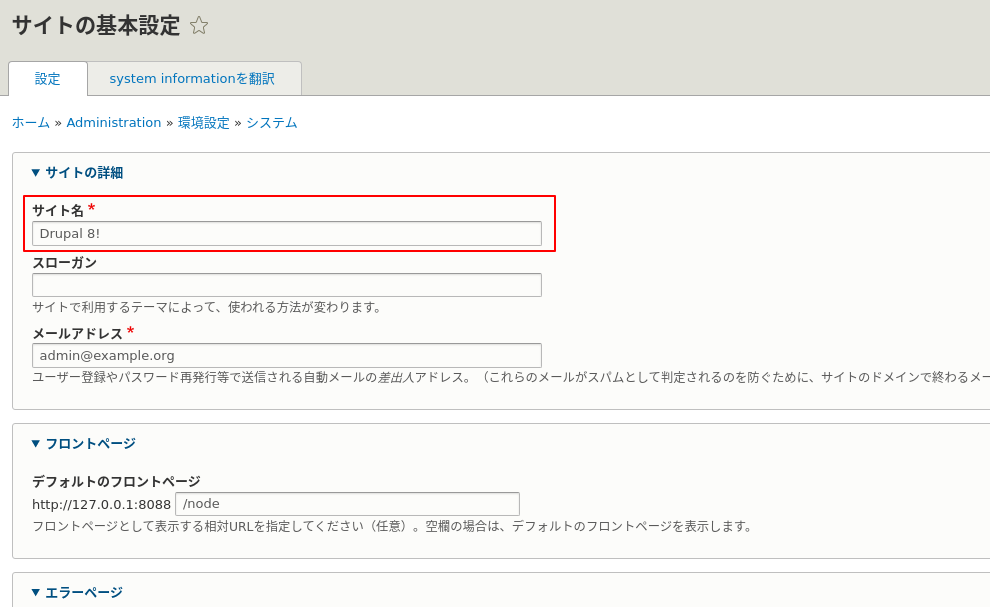 サイトの基本設定
設定 system informationを翻訳
ホーム » Administration » 環境設定 » システム
▼ サイトの詳細
サイト名 *
Drupal 8!
スローガン
サイトで利用するテーマによって、使われる方法が変わります。
メールアドレス *
admin@example.org
ユーザー登録やパスワード再発行等で送信される自動メールの差出人アドレス。（これらのメールがスパムとして判定されるのを防ぐために、サイトのドメインで終わるメー
▼ フロントページ
デフォルトのフロントページ
http://127.0.0.1:8088 /node
フロントページとして表示する相対URLを指定してください（任意）。空欄の場合は、デフォルトのフロントページを表示します。
▼ エラーページ